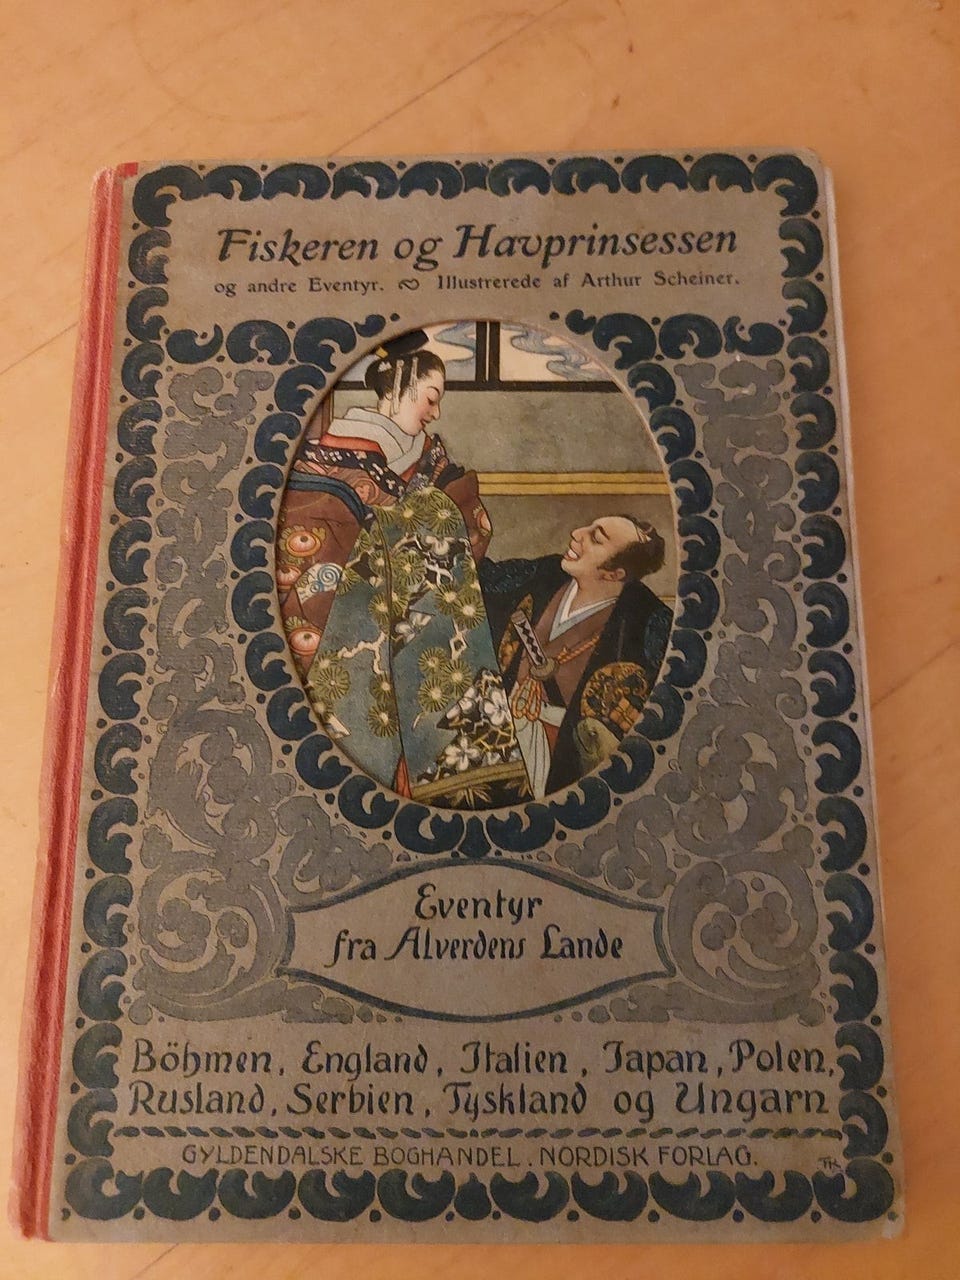 Fiskeren og Havprinsessen
og andre Eventyr. Illustrerede af Arthur Scheiner.
Eventyr
fra Alverdens Lande
Böhmen, England, Italien, Japan, Polen,
Rusland, Serbien, Tyskland og Ungarn
GYLDENDALSKE BOGHANDEL. NORDISK FORLAG.